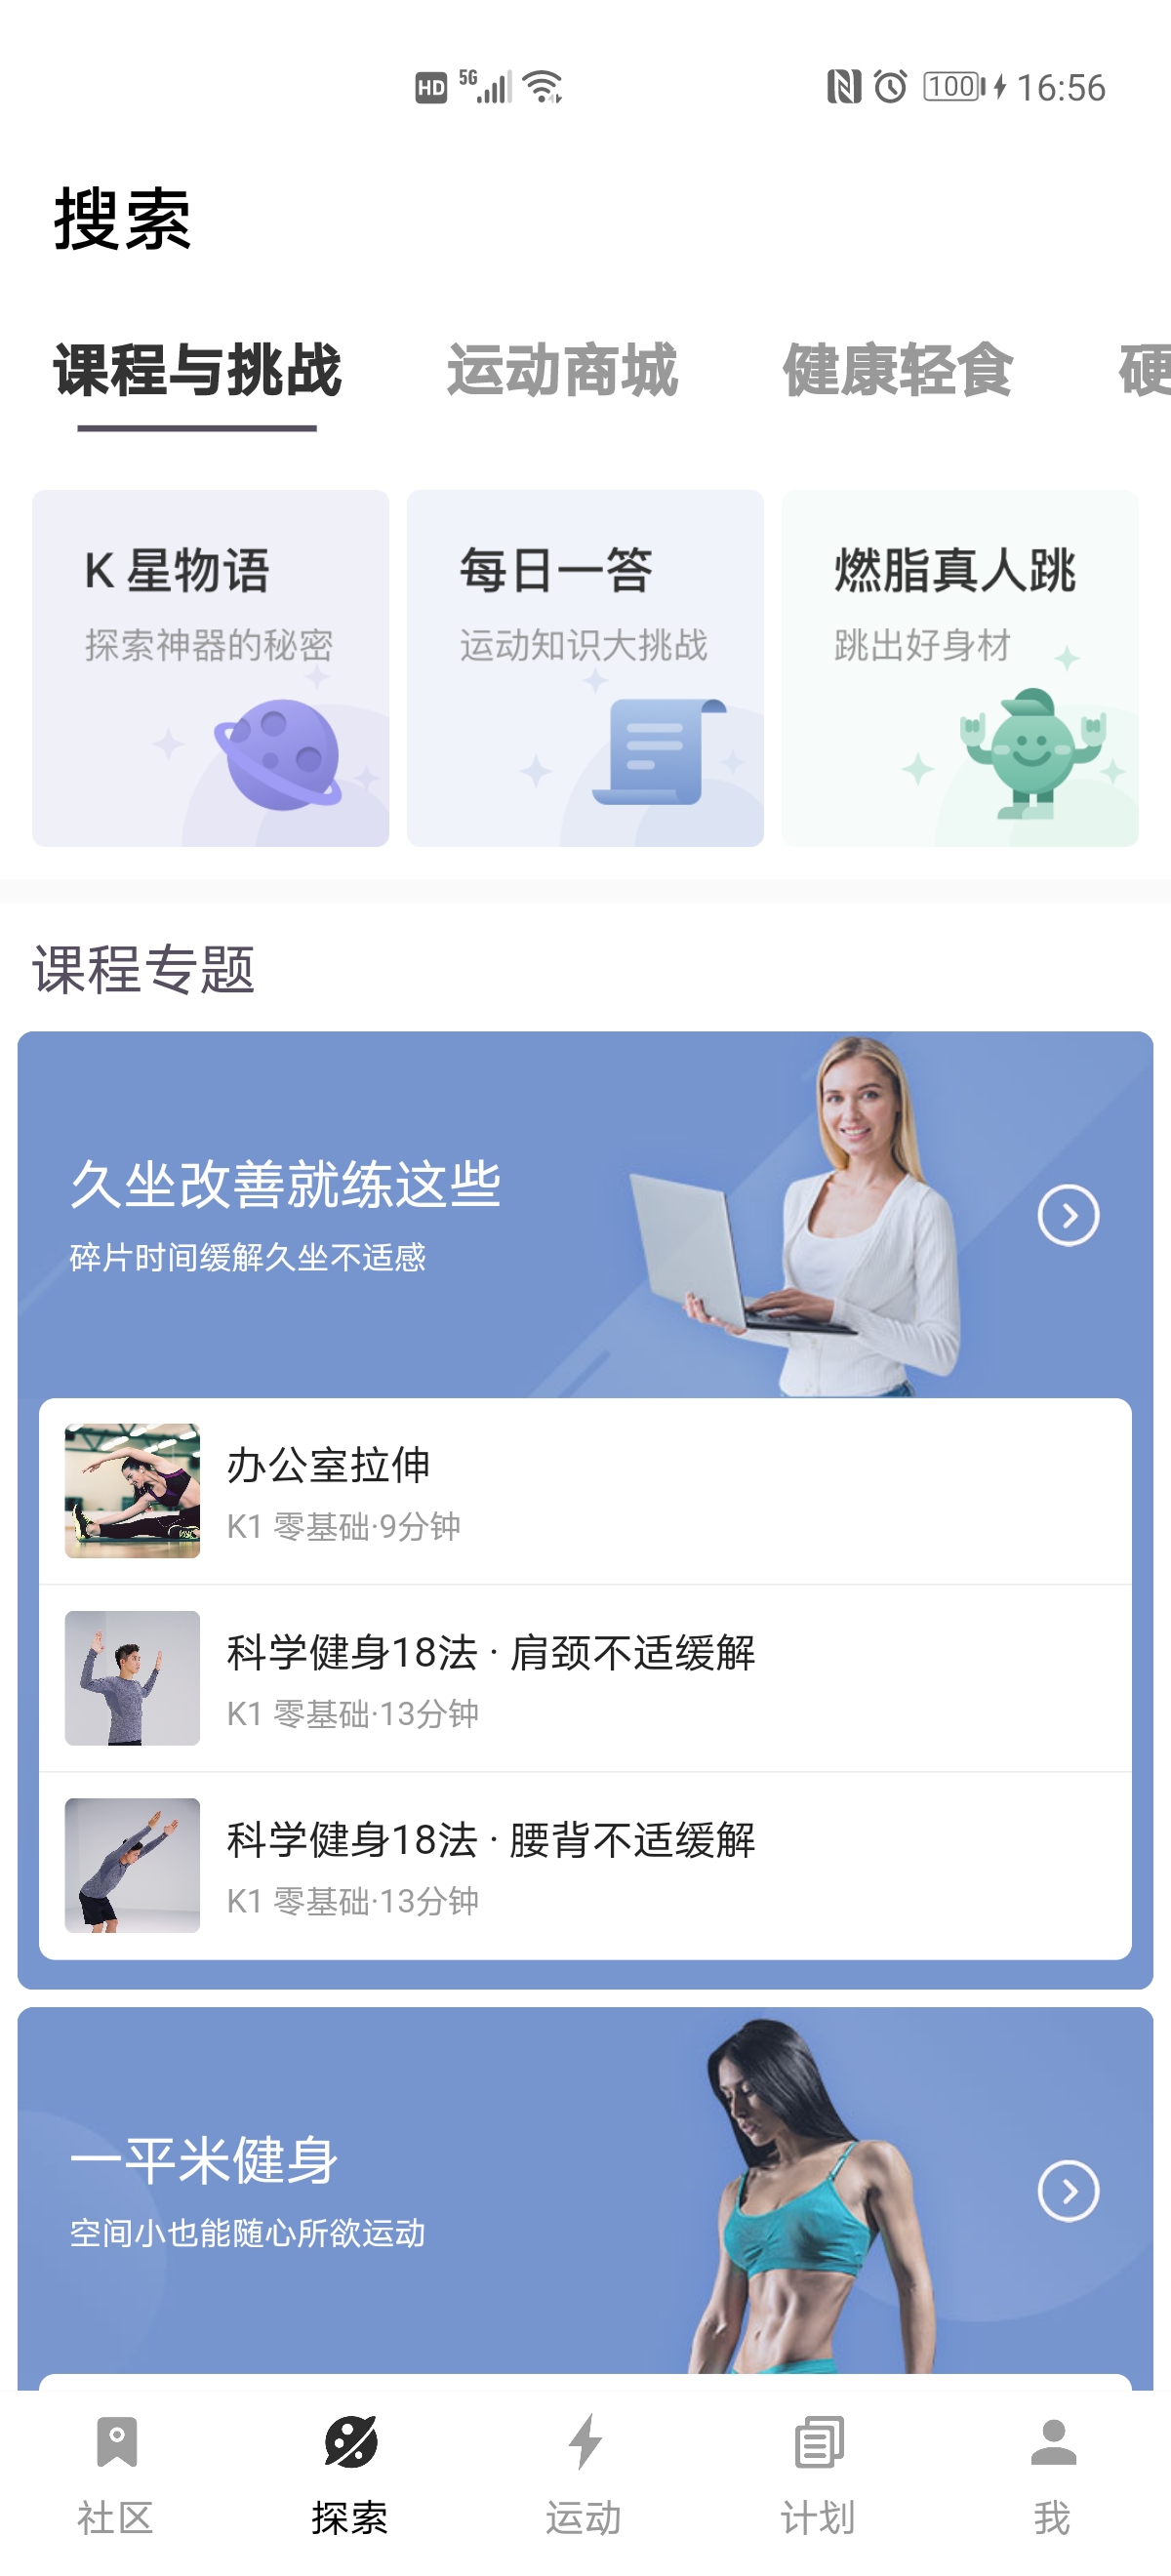 HD 5G 100 16:56
搜索
课程与挑战 运动商城 健康轻食 硬
K 星物语
探索神器的秘密
每日一答
运动知识大挑战
燃脂真人跳
跳出好身材
课程专题
久坐改善就练这些
碎片时间缓解久坐不适感
办公室拉伸
K1 零基础·9分钟
科学健身18法 · 肩颈不适缓解
K1 零基础·13分钟
科学健身18法 · 腰背不适缓解
K1 零基础·13分钟
一平米健身
空间小也能随心所欲运动
社区 探索 运动 计划 我